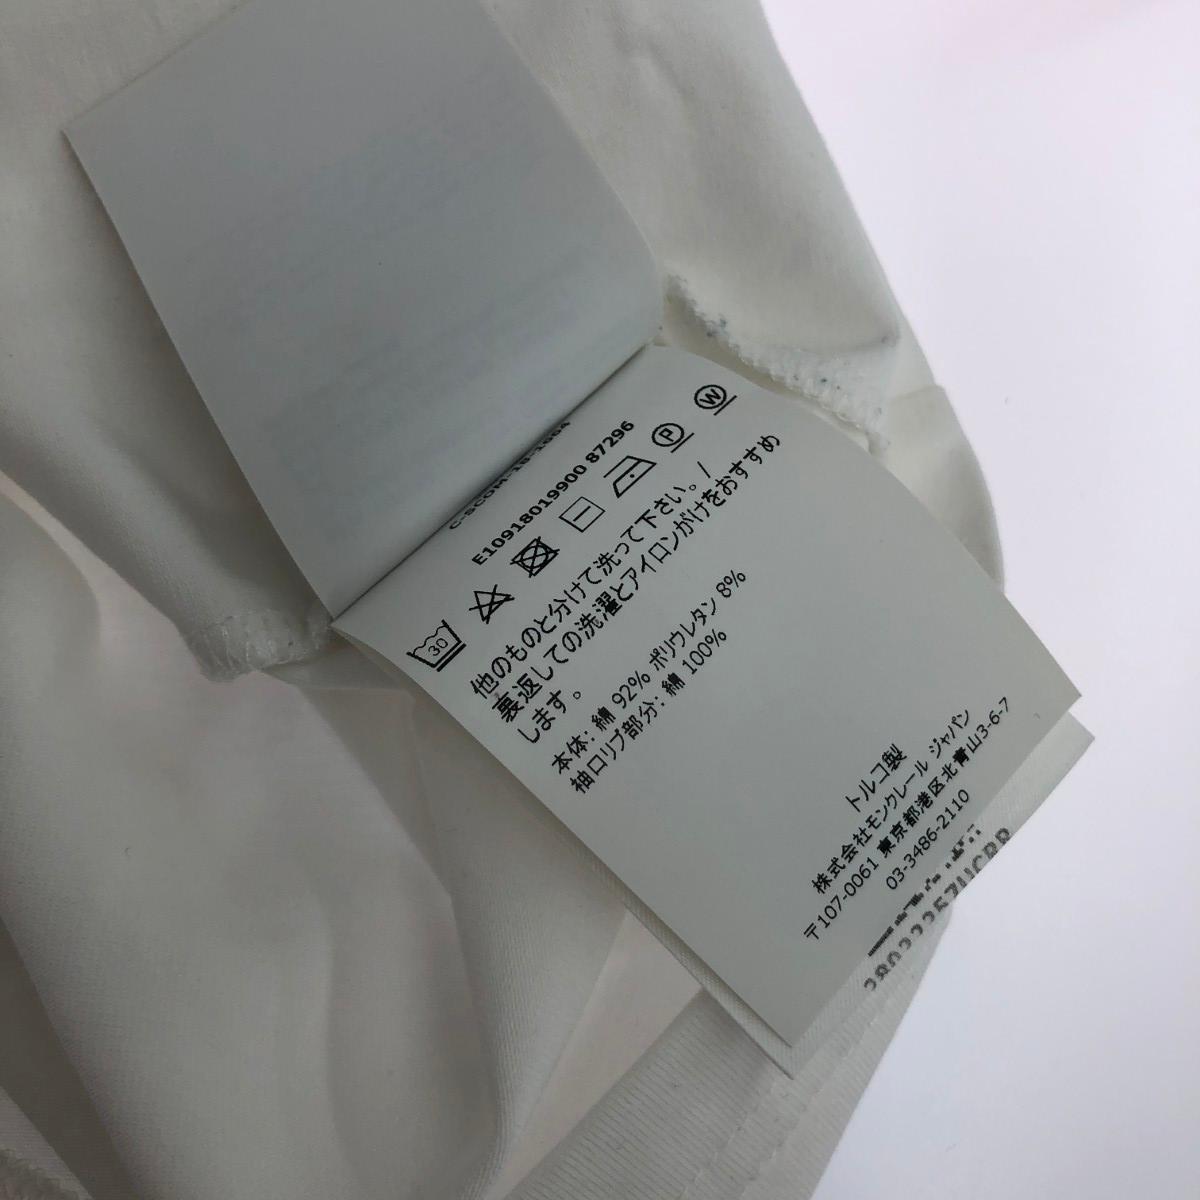 E10918019900 87296
30
P
W
他のものと分けて洗って下さい。/
裏返しての洗濯とアイロンがけをおすすめ
します。
本体: 綿 92% ポリウレタン 8%
袖口リブ部分: 綿 100%
トルコ製
株式会社モンクレール ジャパン
〒107-0061 東京都港区北青山3-6-7
03-3486-2110